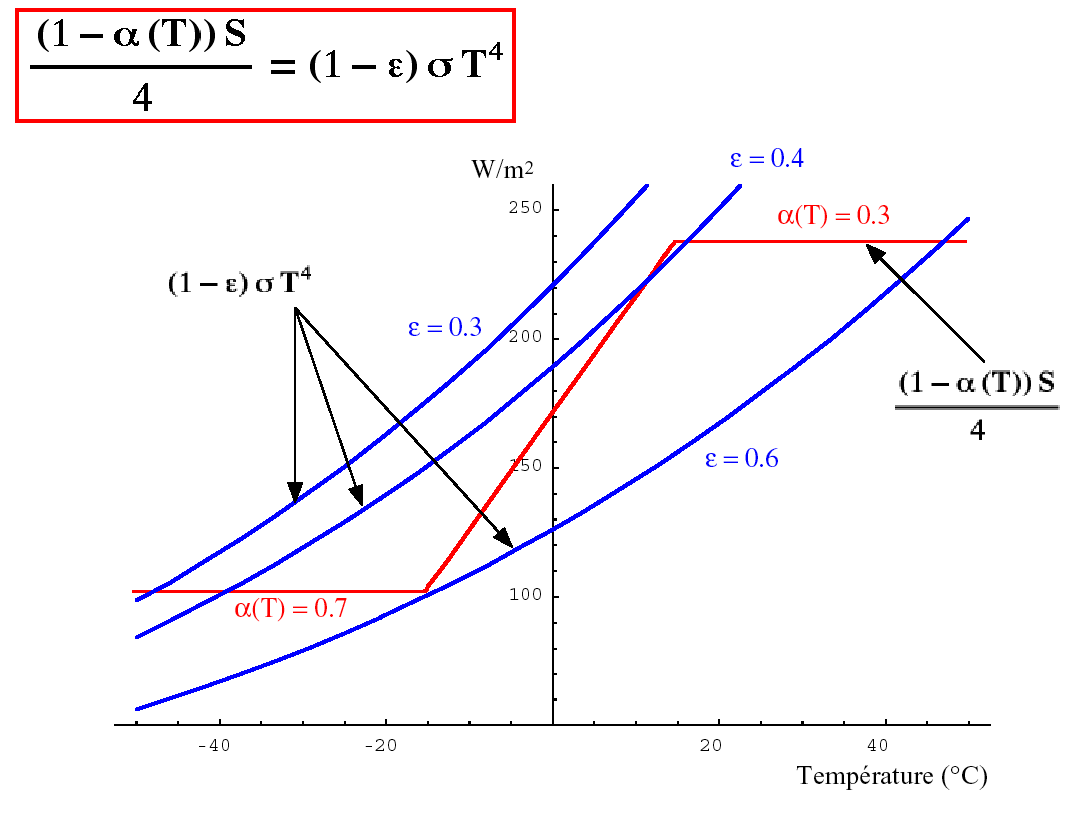 (1 − α (T)) S
4
= (1 − ε) σ T⁴
W/m2
ε = 0.4
250
α(T) = 0.3
(1 − ε) σ T⁴
ε = 0.3
200
(1 − α (T)) S
4
150
ε = 0.6
100
α(T) = 0.7
-40 -20 20 40
Température (°C)